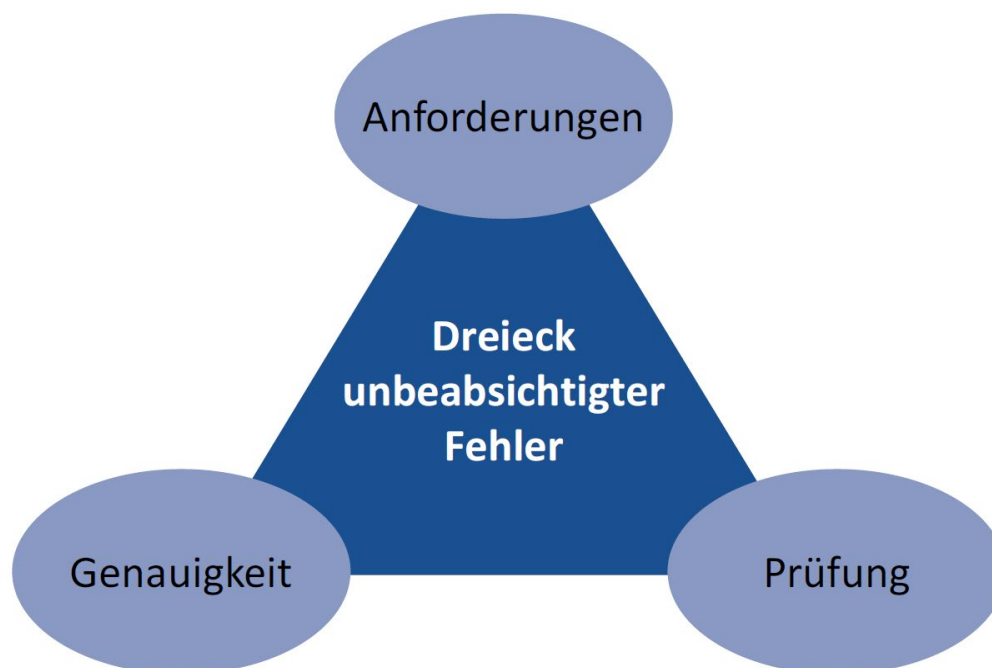 Anforderungen
Dreieck
unbeabsichtigter
Fehler
Genauigkeit
Prüfung